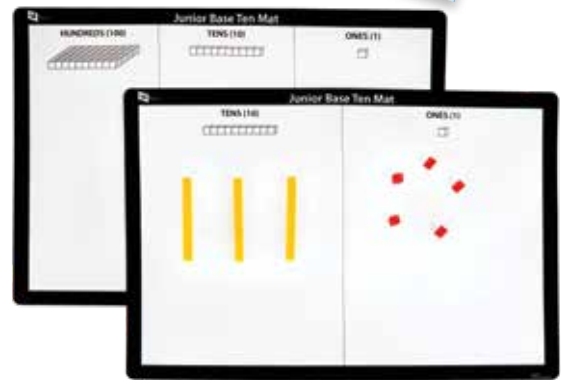 Junior Base Ten Mat
HUNDREDS (100)
TENS (10)
ONES (1)
Junior Base Ten Mat
TENS (10)
ONES (1)